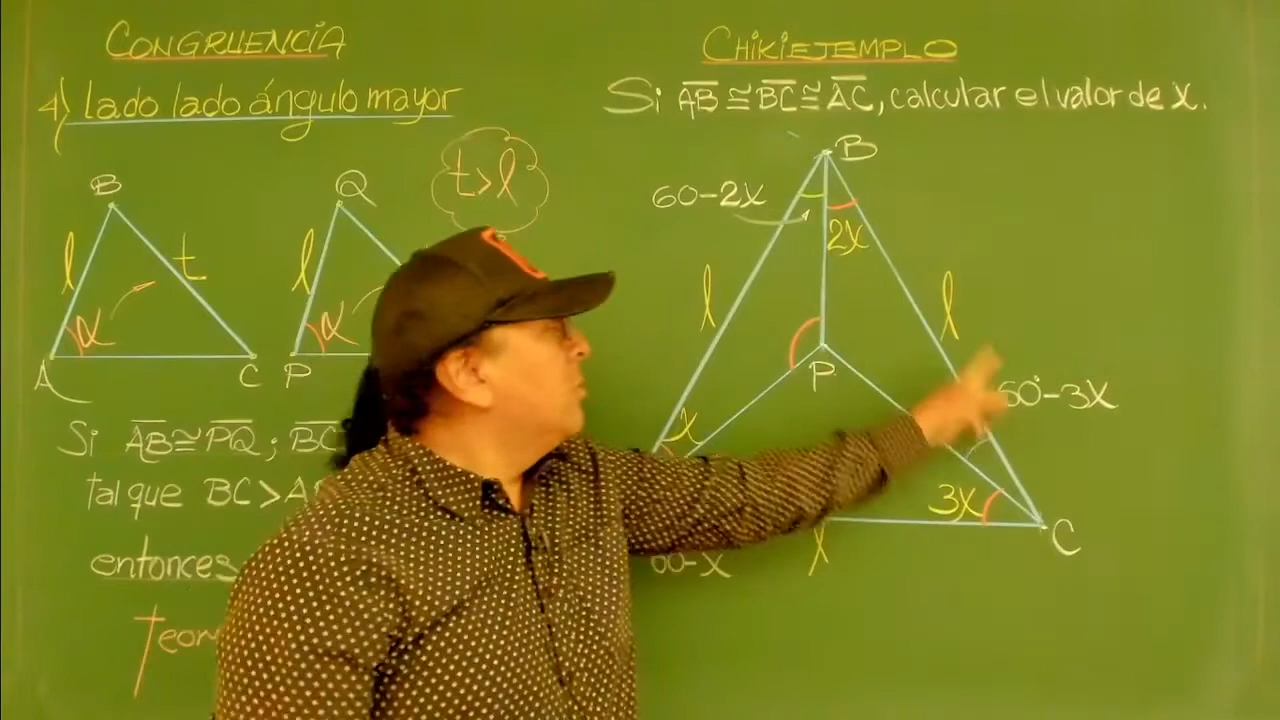 CONGRUENCIA
4) lado lado ángulo mayor
t>l
B
l
t
α
A
C
Q
l
α
P
Si AB≅PQ; BC
tal que BC>A
entonces
CHIKIEJEMPLO
Si AB≅BC≅AC, calcular el valor de x.
B
60-2x
2x
l
l
P
60°-3x
x
3x
C
60-x